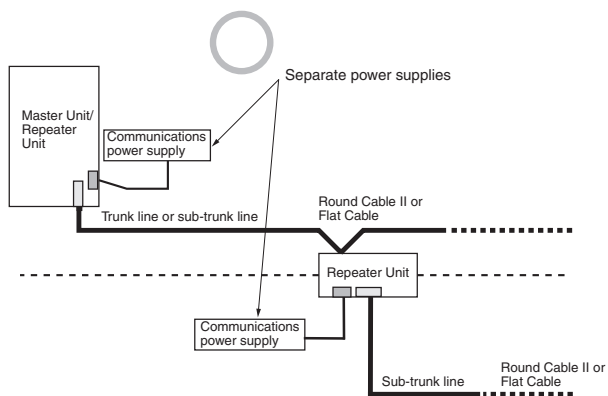 Separate power supplies
Master Unit/
Repeater
Unit
Communications
power supply
Trunk line or sub-trunk line
Round Cable II or
Flat Cable
Repeater Unit
Communications
power supply
Sub-trunk line
Round Cable II or
Flat Cable